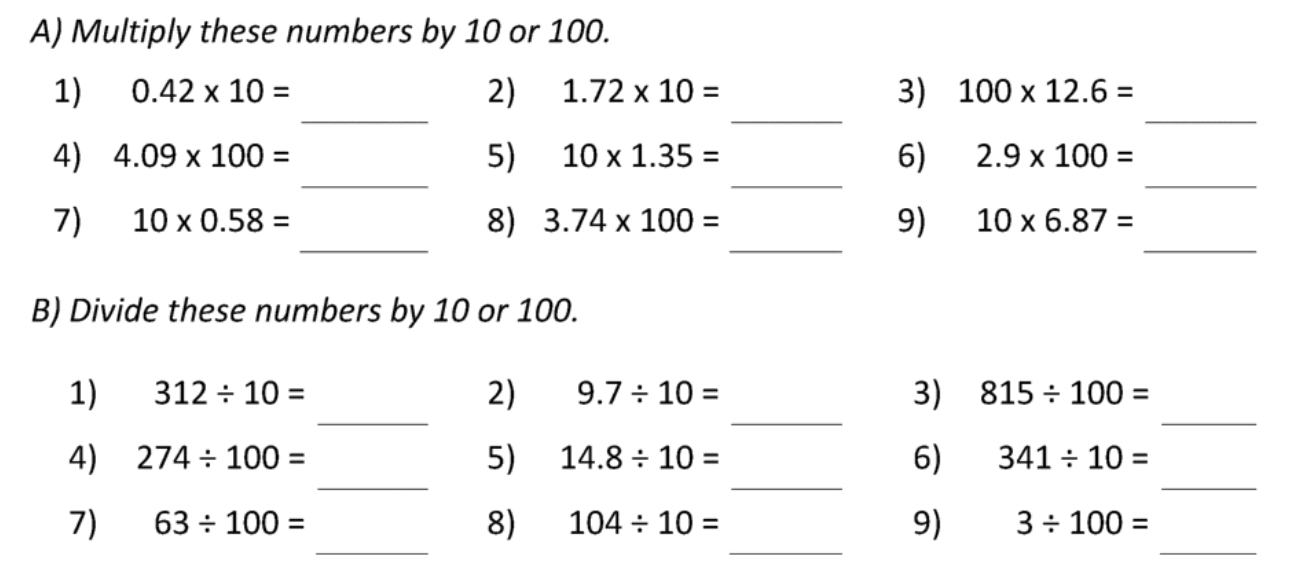 A) Multiply these numbers by 10 or 100.
1) 0.42 x 10 = 2) 1.72 x 10 = 3) 100 x 12.6 =
4) 4.09 x 100 = 5) 10 x 1.35 = 6) 2.9 x 100 =
7) 10 x 0.58 = 8) 3.74 x 100 = 9) 10 x 6.87 =
B) Divide these numbers by 10 or 100.
1) 312 ÷ 10 = 2) 9.7 ÷ 10 = 3) 815 ÷ 100 =
4) 274 ÷ 100 = 5) 14.8 ÷ 10 = 6) 341 ÷ 10 =
7) 63 ÷ 100 = 8) 104 ÷ 10 = 9) 3 ÷ 100 =